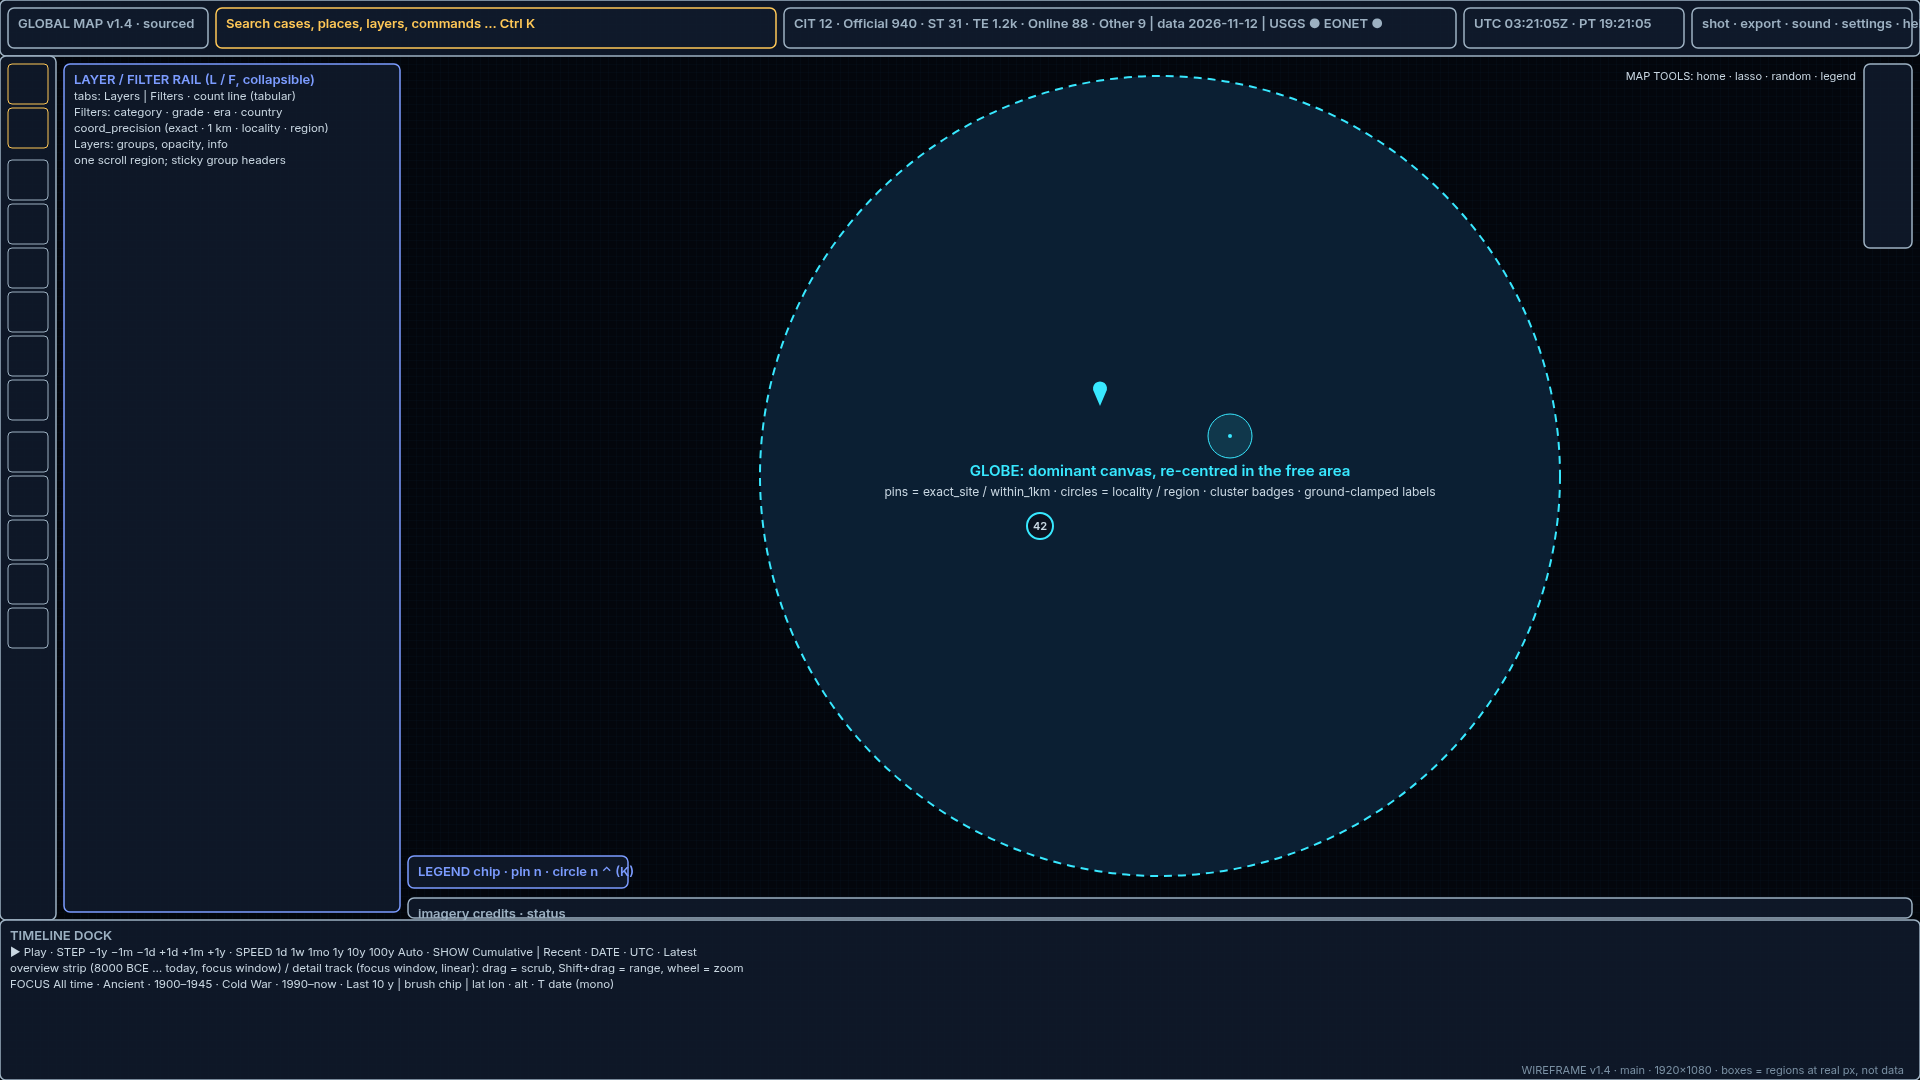 GLOBAL MAP v1.4 · sourced
Search cases, places, layers, commands … Ctrl K
CIT 12 · Official 940 · ST 31 · TE 1.2k · Online 88 · Other 9 | data 2026-11-12 | USGS ● EONET ●
UTC 03:21:05Z · PT 19:21:05
shot · export · sound · settings · he
LAYER / FILTER RAIL (L / F, collapsible)
tabs: Layers | Filters · count line (tabular)
Filters: category · grade · era · country
coord_precision (exact · 1 km · locality · region)
Layers: groups, opacity, info
one scroll region; sticky group headers
MAP TOOLS: home · lasso · random · legend
GLOBE: dominant canvas, re-centred in the free area
pins = exact_site / within_1km · circles = locality / region · cluster badges · ground-clamped labels
42
LEGEND chip · pin n · circle n ^ (K)
imagery credits · status
TIMELINE DOCK
▶ Play · STEP −1y −1m −1d +1d +1m +1y · SPEED 1d 1w 1mo 1y 10y 100y Auto · SHOW Cumulative | Recent · DATE · UTC · Latest
overview strip (8000 BCE … today, focus window) / detail track (focus window, linear): drag = scrub, Shift+drag = range, wheel = zoom
FOCUS All time · Ancient · 1900–1945 · Cold War · 1990–now · Last 10 y | brush chip | lat lon · alt · T date (mono)
WIREFRAME v1.4 · main · 1920×1080 · boxes = regions at real px, not data